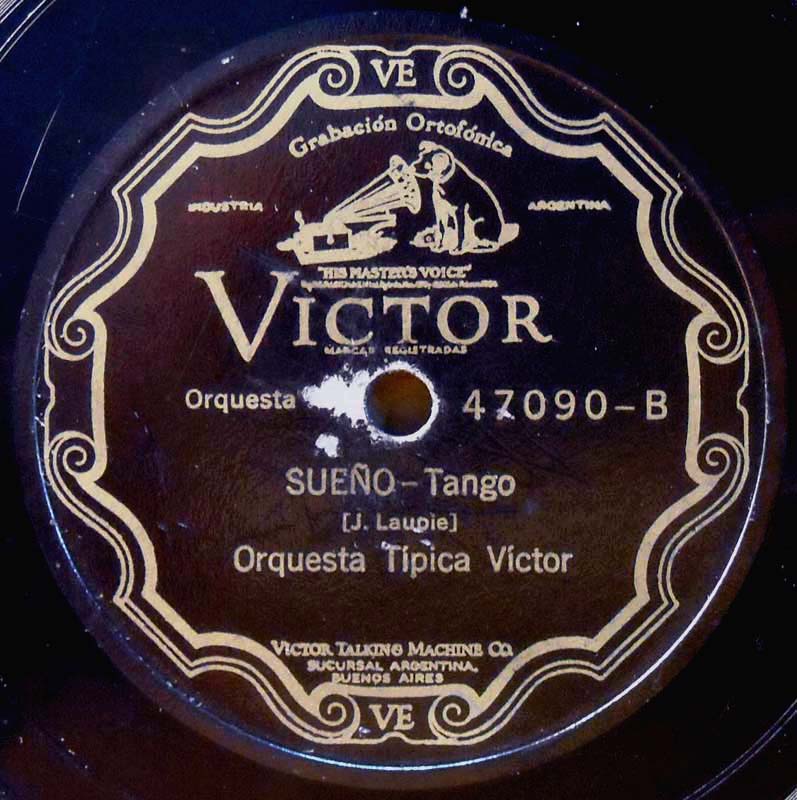 VE
Grabación Ortofónica
INDUSTRIA ARGENTINA
"HIS MASTER'S VOICE"
VICTOR
MARCAS REGISTRADAS
Orquesta 47090-B
SUEÑO-Tango
[J. Laupie]
Orquesta Típica Víctor
VICTOR TALKING MACHINE CO.
SUCURSAL ARGENTINA,
BUENOS AIRES
VE